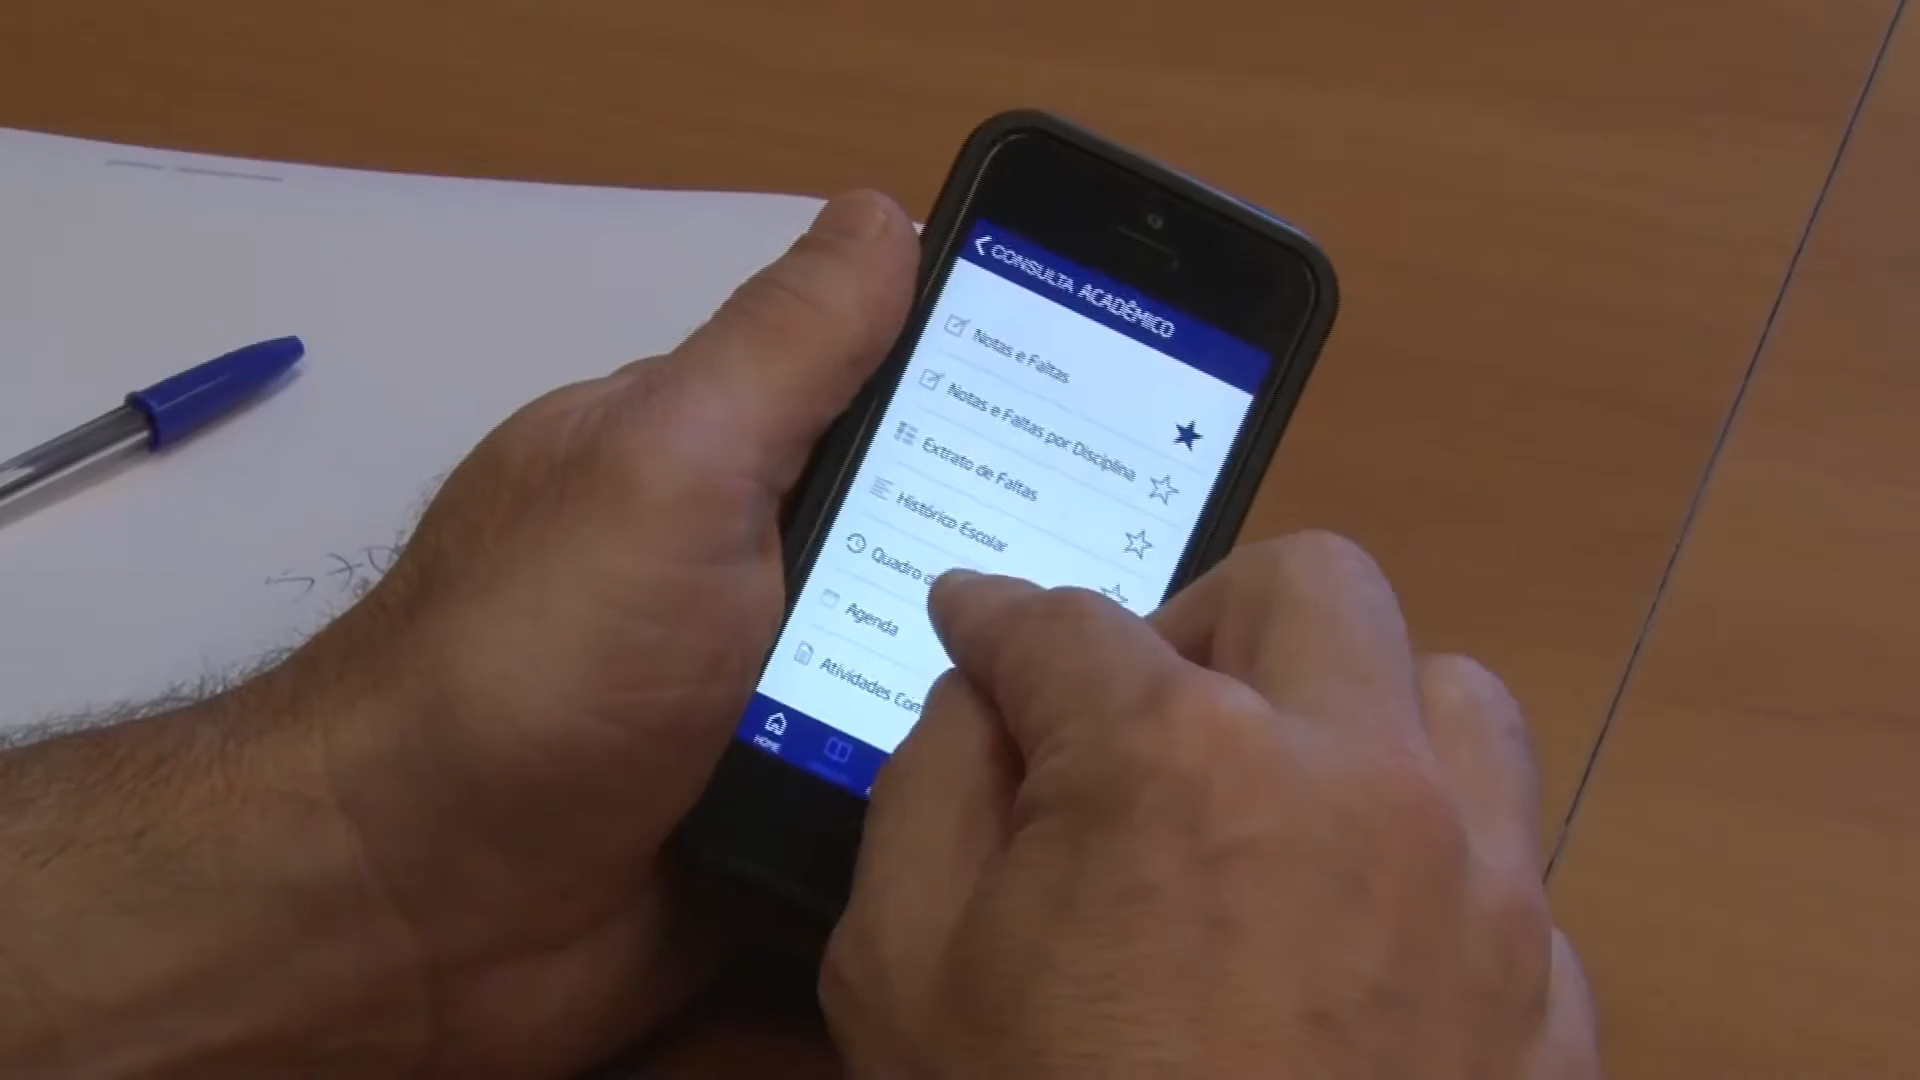 CONSULTA ACADÊMICO
Notas e Faltas
Notas e Faltas por Disciplina
Extrato de Faltas
Histórico Escolar
Quadro
Agenda
Atividades
HOME